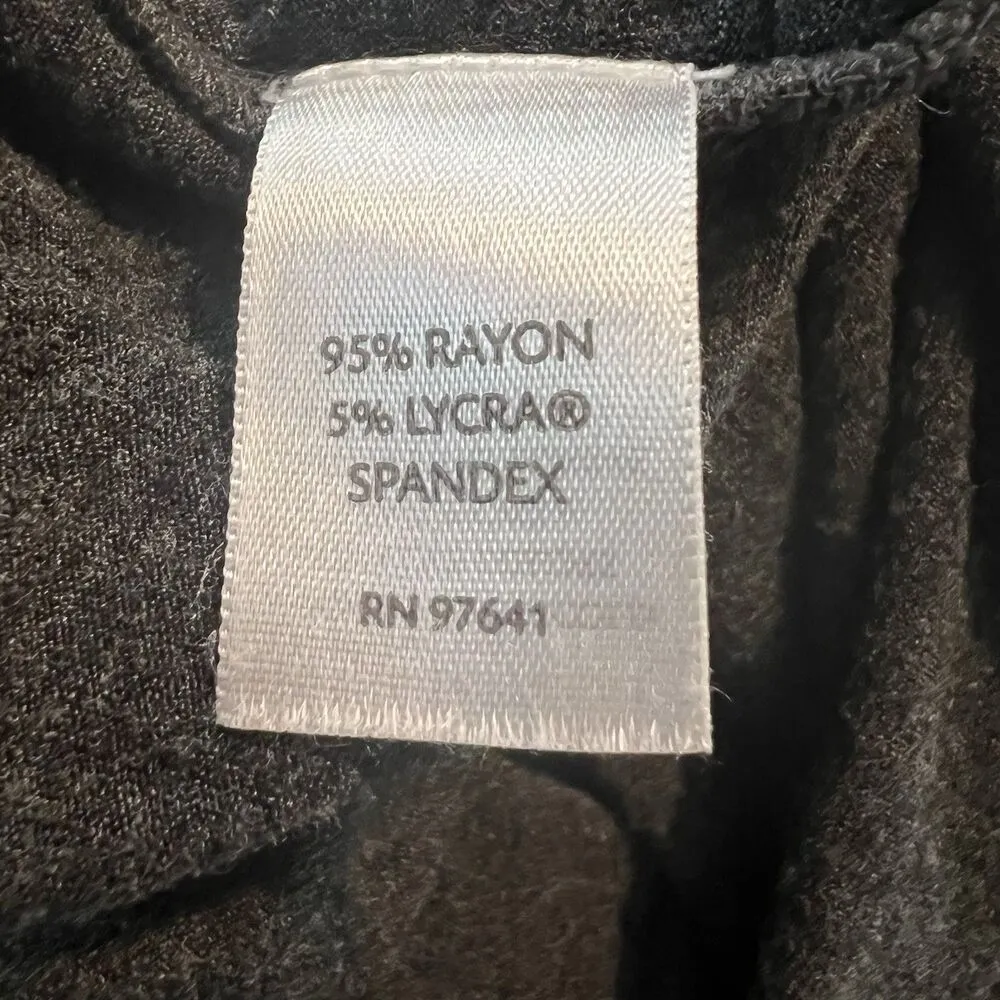 95% RAYON
5% LYCRA®
SPANDEX
RN 97641